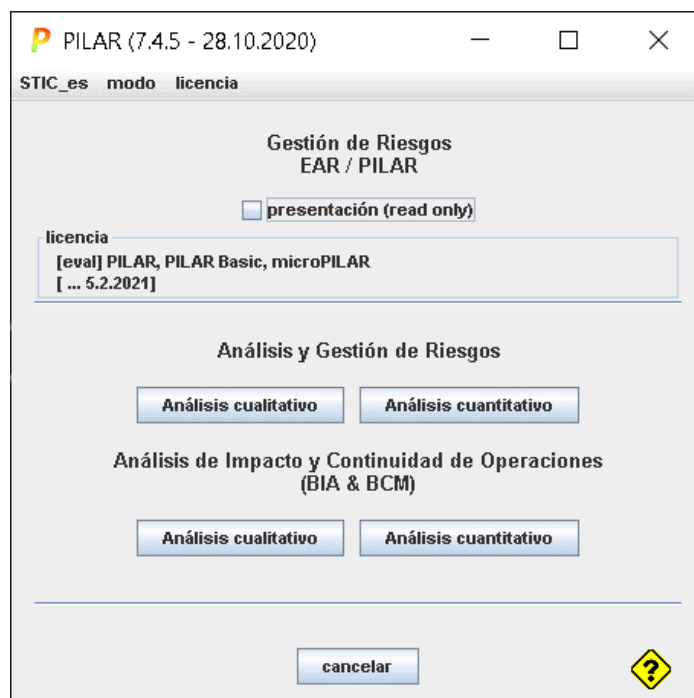 PILAR (7.4.5 - 28.10.2020)
STIC_es modo licencia
Gestión de Riesgos
EAR / PILAR
presentación (read only)
licencia
[eval] PILAR, PILAR Basic, microPILAR
[ ... 5.2.2021]
Análisis y Gestión de Riesgos
Análisis cualitativo Análisis cuantitativo
Análisis de Impacto y Continuidad de Operaciones
(BIA & BCM)
Análisis cualitativo Análisis cuantitativo
cancelar ?